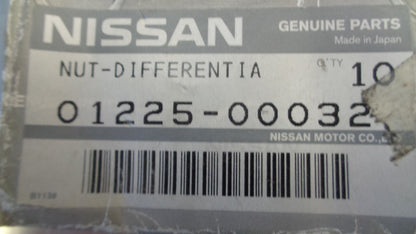 NISSAN
GENUINE PARTS
Made in Japan
NUT-DIFFERENTIA
Q'TY 10
01225-00032
NISSAN MOTOR CO.,